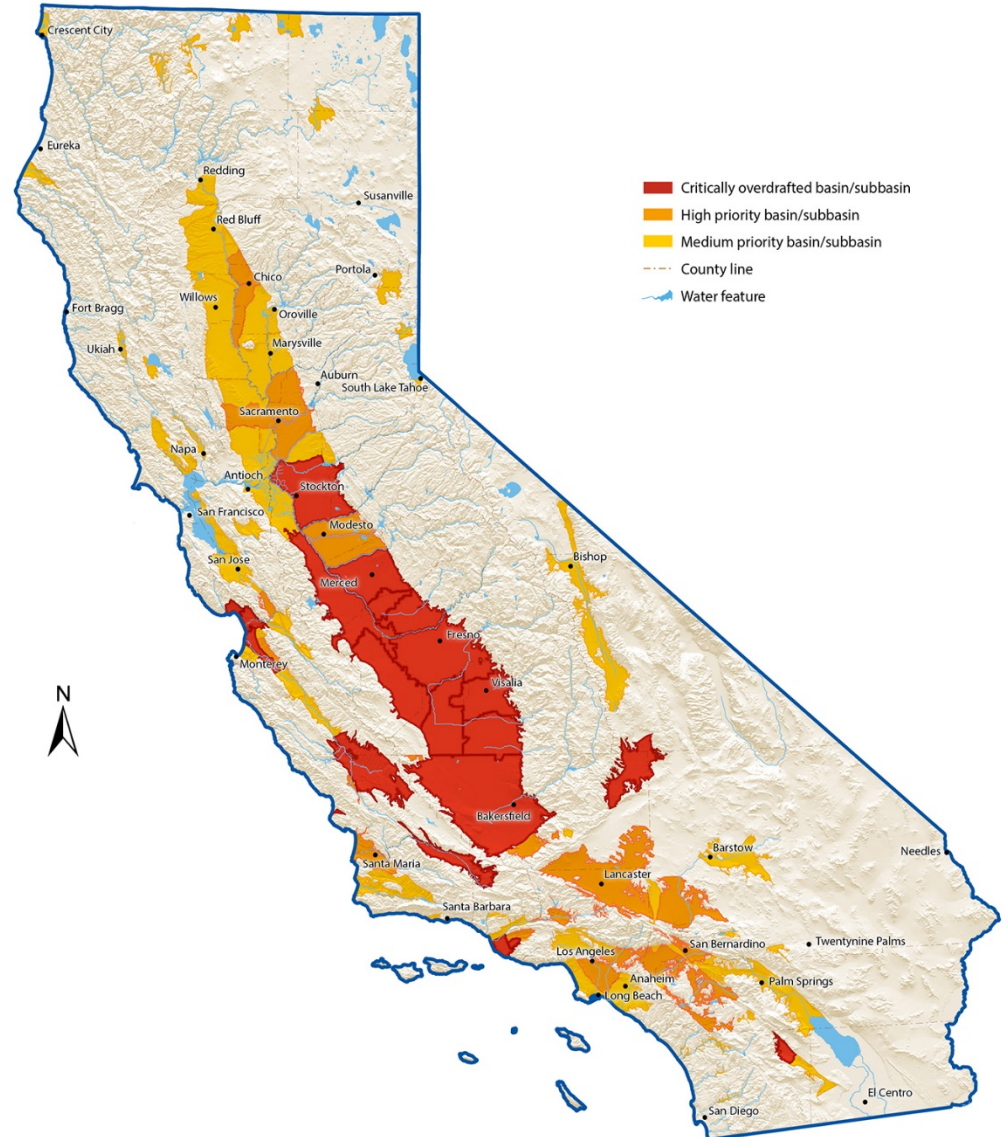 Crescent City
Eureka
Redding
Susanville
Red Bluff
Critically overdrafted basin/subbasin
High priority basin/subbasin
Medium priority basin/subbasin
County line
Water feature
Portola
Chico
Willows
Fort Bragg
Oroville
Ukiah
Marysville
Auburn
South Lake Tahoe
Sacramento
Napa
Antioch
Stockton
San Francisco
Modesto
San Jose
Bishop
Merced
Fresno
Monterey
Visalia
N
Bakersfield
Barstow
Needles
Santa Maria
Lancaster
Santa Barbara
San Bernardino
Twentynine Palms
Los Angeles
Anaheim
Palm Springs
Long Beach
El Centro
San Diego